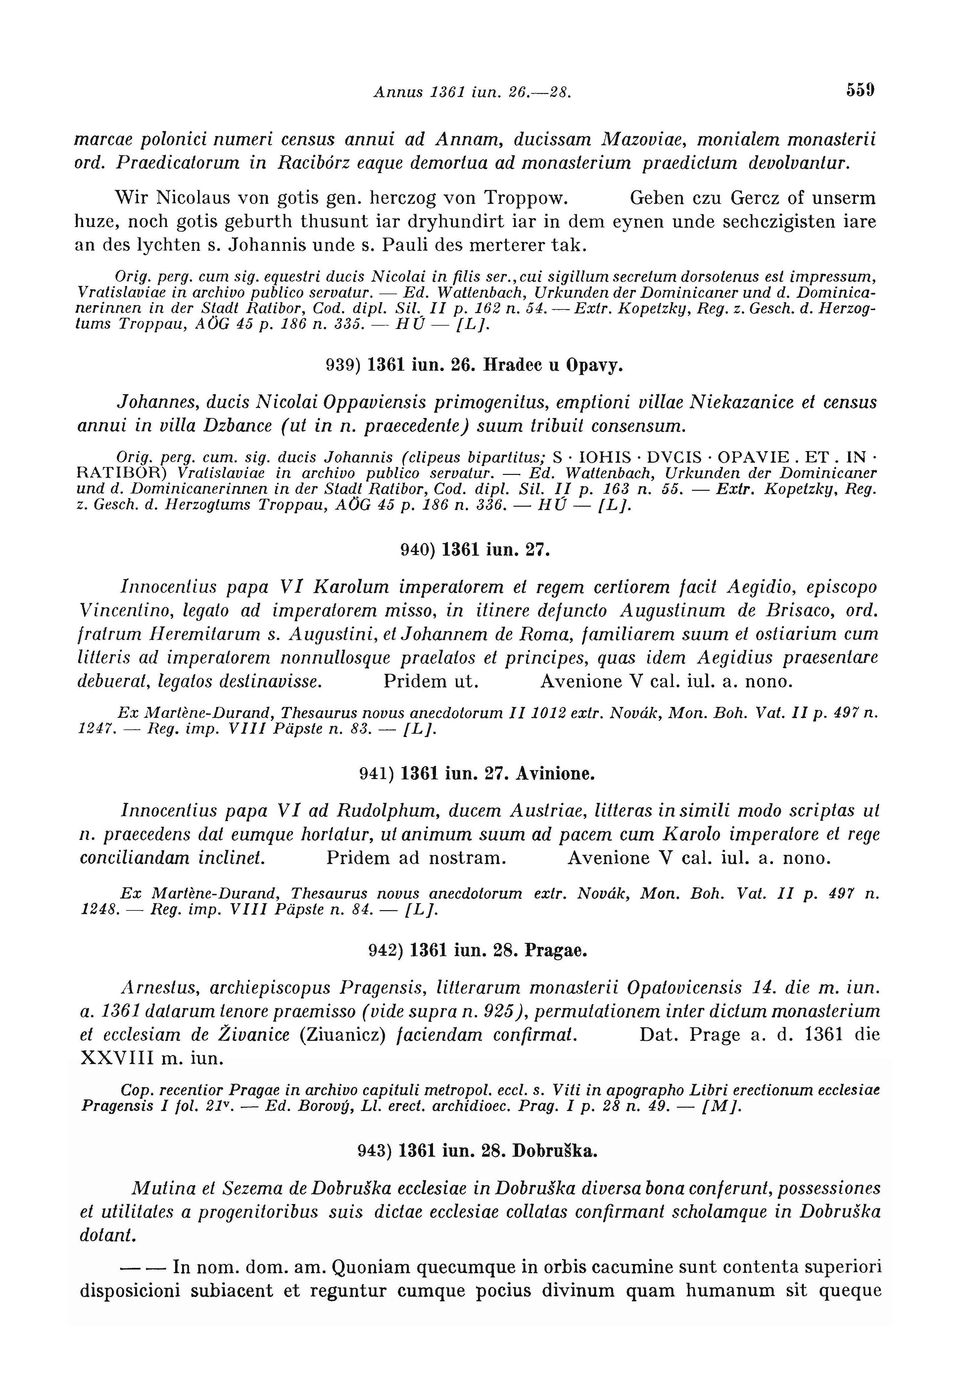 Annus 1361 iun. 26.—28. 559
marcae polonici numeri census annui ad Annam, ducissam Mazoviae, monialem monasterii
ord. Praedicatorum in Racibórz eaque demortua ad monasterium praedictum devolvantur.
Wir Nicolaus von gotis gen. herczog von Troppow. Geben czu Gercz of unserm
huze, noch gotis geburth thusunt iar dryhundirt iar in dem eynen unde sechczigisten iare
an des lychten s. Johannis unde s. Pauli des merterer tak.
Orig. perg. cum sig. equestri ducis Nicolai in filis ser., cui sigillum secretum dorsotenus est impressum,
Vratislaviae in archivo publico servatur. — Ed. Wattenbach, Urkunden der Dominicaner und d. Dominica-
nerinnen in der Stadt Ratibor, Cod. dipl. Sil. II p. 162 n. 54. — Extr. Kopetzky, Reg. z. Gesch. d. Herzog-
tums Troppau, AÖG 45 p. 186 n. 335. — HÚ — [L].
939) 1361 iun. 26. Hradec u Opavy.
Johannes, ducis Nicolai Oppaviensis primogenitus, emptioni villae Niekazanice et census
annui in villa Dzbance (ut in n. praecedente) suum tribuit consensum.
Orig. perg. cum. sig. ducis Johannis (clipeus bipartitus; S · IOHIS · DVCIS · OPAVIE . ET . IN ·
RATIBOR) Vratislaviae in archivo publico servatur. — Ed. Wattenbach, Urkunden der Dominicaner
und d. Dominicanerinnen in der Stadt Ratibor, Cod. dipl. Sil. II p. 163 n. 55. — Extr. Kopetzky, Reg.
z. Gesch. d. Herzogtums Troppau, AÖG 45 p. 186 n. 336. — HÚ — [L].
940) 1361 iun. 27.
Innocentius papa VI Karolum imperatorem et regem certiorem facit Aegidio, episcopo
Vincentino, legato ad imperatorem misso, in itinere defuncto Augustinum de Brisaco, ord.
fratrum Heremitarum s. Augustini, et Johannem de Roma, familiarem suum et ostiarium cum
litteris ad imperatorem nonnullosque praelatos et principes, quas idem Aegidius praesentare
debuerat, legatos destinavisse. Pridem ut. Avenione V cal. iul. a. nono.
Ex Martène-Durand, Thesaurus novus anecdotorum II 1012 extr. Novák, Mon. Boh. Vat. II p. 497 n.
1247. — Reg. imp. VIII Päpste n. 83. — [L].
941) 1361 iun. 27. Avinione.
Innocentius papa VI ad Rudolphum, ducem Austriae, litteras in simili modo scriptas ut
n. praecedens dat eumque hortatur, ut animum suum ad pacem cum Karolo imperatore et rege
conciliandam inclinet. Pridem ad nostram. Avenione V cal. iul. a. nono.
Ex Martène-Durand, Thesaurus novus anecdotorum extr. Novák, Mon. Boh. Vat. II p. 497 n.
1248. — Reg. imp. VIII Päpste n. 84. — [L].
942) 1361 iun. 28. Pragae.
Arnestus, archiepiscopus Pragensis, litterarum monasterii Opatovicensis 14. die m. iun.
a. 1361 datarum tenore praemisso (vide supra n. 925), permutationem inter dictum monasterium
et ecclesiam de Živanice (Ziuanicz) faciendam confirmat. Dat. Prage a. d. 1361 die
XXVIII m. iun.
Cop. recentior Pragae in archivo capituli metropol. eccl. s. Viti in apographo Libri erectionum ecclesiae
Pragensis I fol. 21v. — Ed. Borový, Ll. erect. archidioec. Prag. I p. 28 n. 49. — [M].
943) 1361 iun. 28. Dobruška.
Mutina et Sezema de Dobruška ecclesiae in Dobruška diversa bona conferunt, possessiones
et utilitates a progenitoribus suis dictae ecclesiae collatas confirmant scholamque in Dobruška
dotant.
— — In nom. dom. am. Quoniam quecumque in orbis cacumine sunt contenta superiori
disposicioni subiacent et reguntur cumque pocius divinum quam humanum sit queque